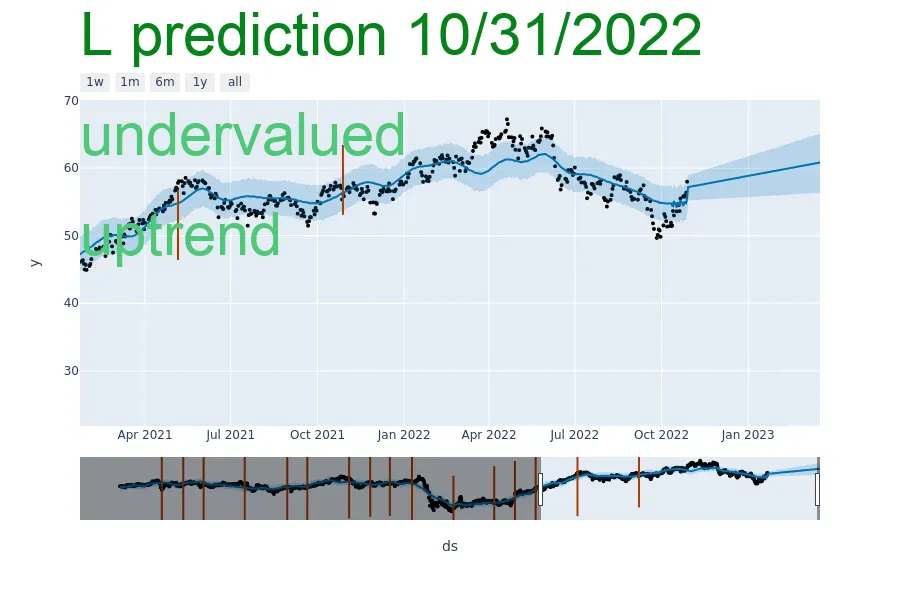 L prediction 10/31/2022
1w 1m 6m 1y all
70
undervalued
60
uptrend
50
y
40
30
Apr 2021 Jul 2021 Oct 2021 Jan 2022 Apr 2022 Jul 2022 Oct 2022 Jan 2023
ds